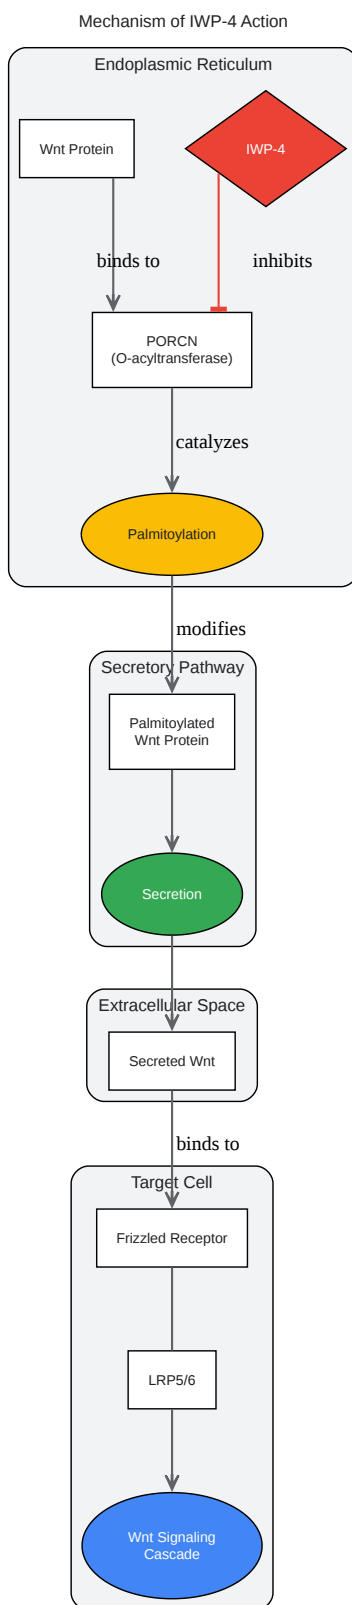 Mechanism of IWP-4 Action
Endoplasmic Reticulum
Wnt Protein
IWP-4
binds to
inhibits
PORCN
(O-acyltransferase)
catalyzes
Palmitoylation
modifies
Secretory Pathway
Palmitoylated
Wnt Protein
Secretion
Extracellular Space
Secreted Wnt
binds to
Target Cell
Frizzled Receptor
LRP5/6
Wnt Signaling
Cascade